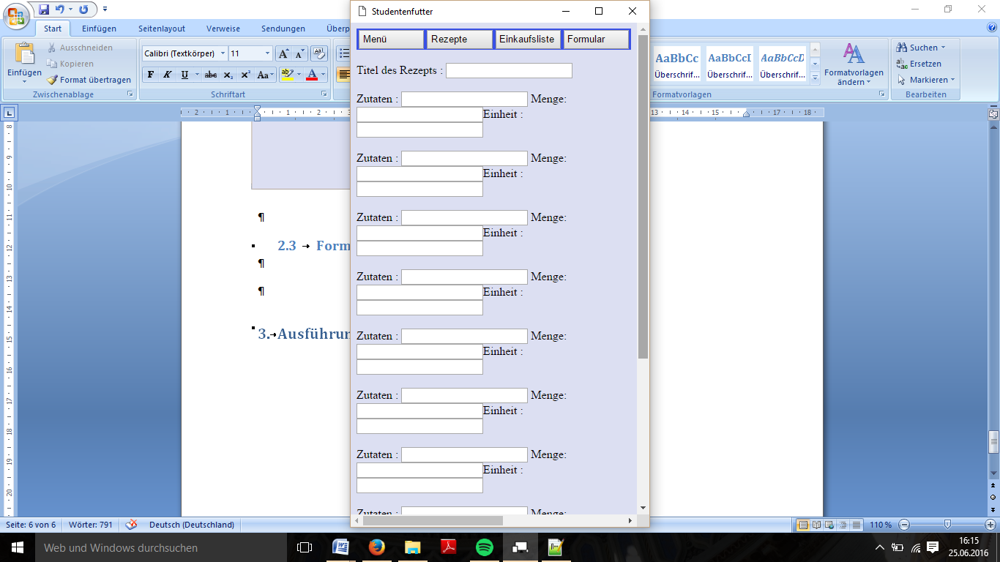 Studentenfutter
Start Einfügen Seitenlayout Verweise Sendungen Überp
Menü Rezepte Einkaufsliste Formular
Einfügen
Ausschneiden
Kopieren
Format übertragen
Zwischenablage
Calibri (Textkörper) 11
F K U abc x₂ x² Aa
Schriftart
AaBbCc AaBbCcI AaBbCcD
Überschrif... Überschrif... Überschrif...
Formatvorlagen ändern
Formatvorlagen
Suchen
Ersetzen
Markieren
Bearbeiten
2 1 1 2 3 13 14 15 17 18
8
9
10
11
12
13
14
15
16
17
18
19
20
Titel des Rezepts :
Zutaten : Menge:
Einheit :
Zutaten : Menge:
Einheit :
Zutaten : Menge:
Einheit :
Zutaten : Menge:
Einheit :
Zutaten : Menge:
Einheit :
Zutaten : Menge:
Einheit :
Zutaten : Menge:
Einheit :
Zutaten : Menge:
¶
2.3 → Form
¶
¶
3.→Ausführun
Seite: 6 von 6 Wörter: 791 Deutsch (Deutschland) 110 %
Web und Windows durchsuchen
16:15
25.06.2016